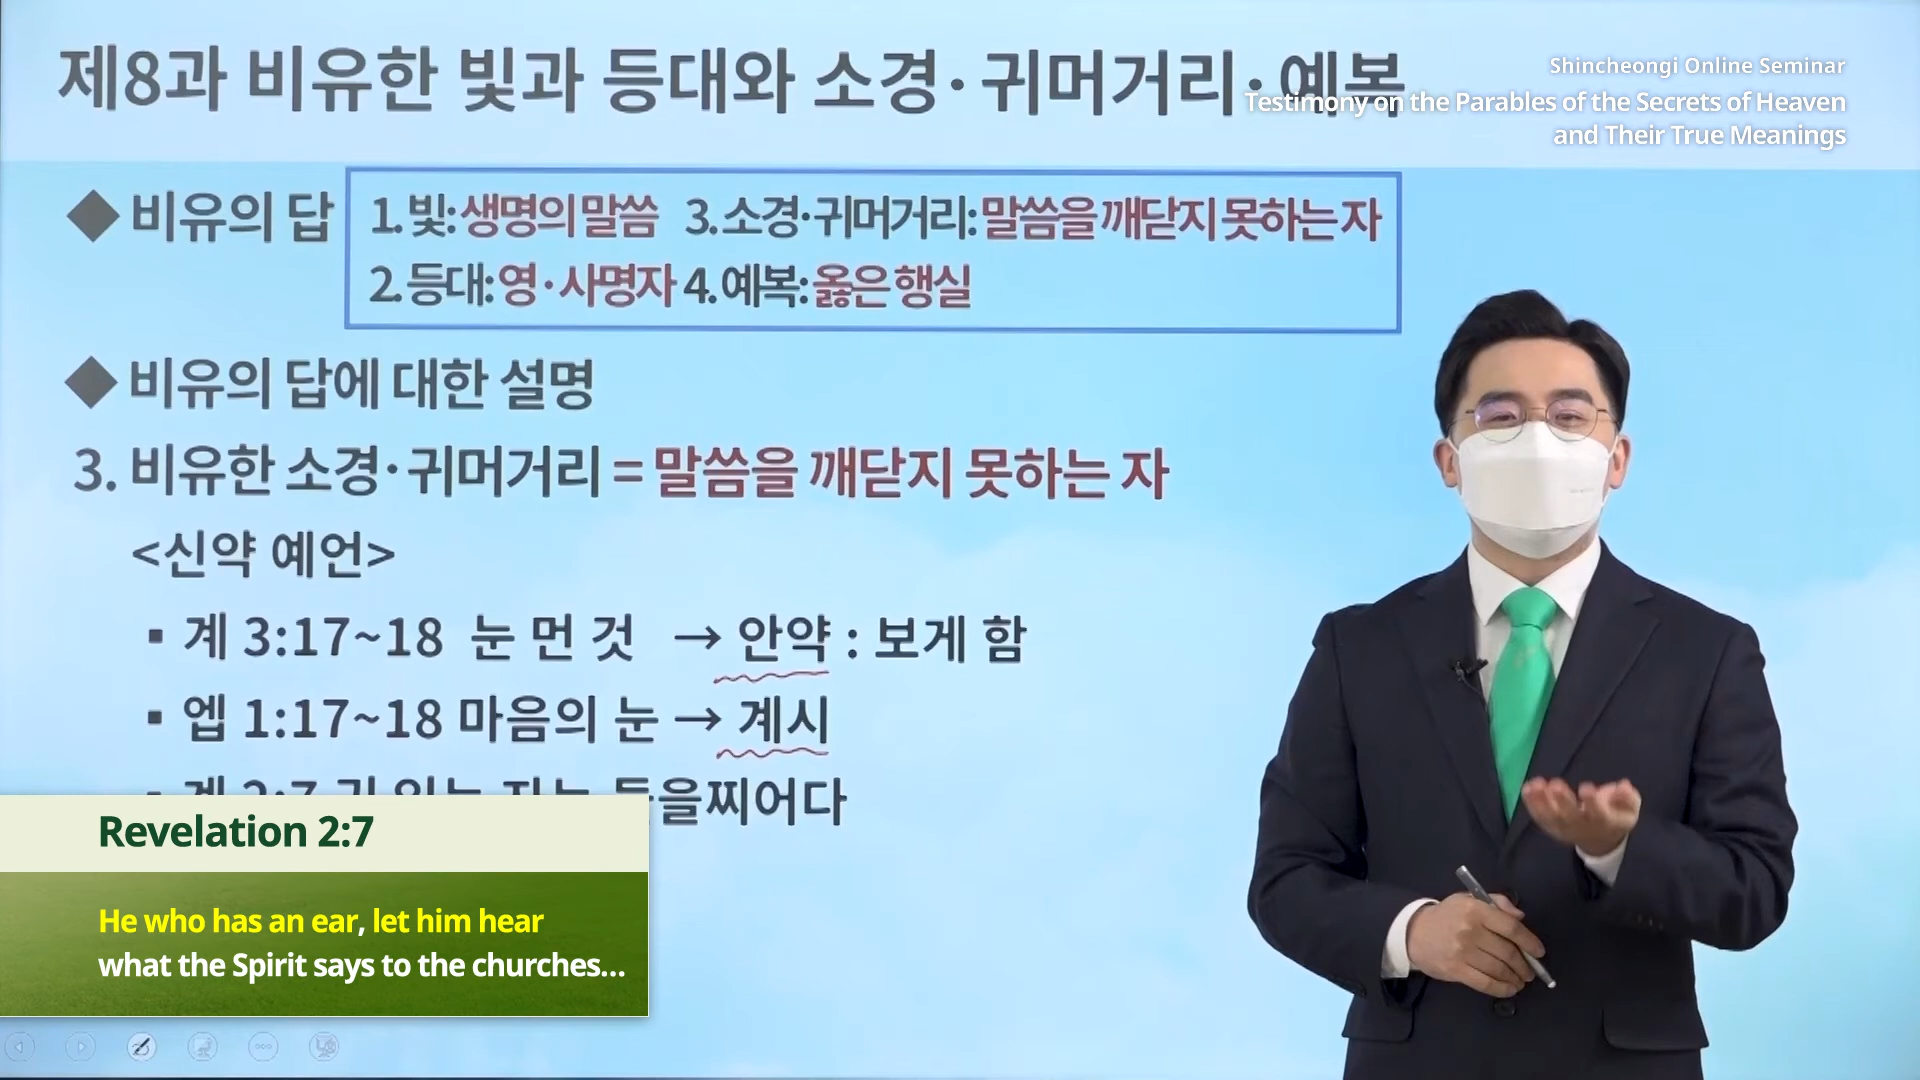 제8과 비유한 빛과 등대와 소경·귀머거리·예복
Shincheongi Online Seminar
Testimony on the Parables of the Secrets of Heaven
and Their True Meanings
◆ 비유의 답
1. 빛: 생명의 말씀 3. 소경·귀머거리: 말씀을 깨닫지 못하는 자
2. 등대: 영·사명자 4. 예복: 옳은 행실
◆ 비유의 답에 대한 설명
3. 비유한 소경·귀머거리 = 말씀을 깨닫지 못하는 자
<신약 예언>
▪ 계 3:17~18 눈 먼 것 → 안약 : 보게 함
▪ 엡 1:17~18 마음의 눈 → 계시
▪ 계 2:7 귀 있는 자는 들을찌어다
Revelation 2:7
He who has an ear, let him hear
what the Spirit says to the churches...